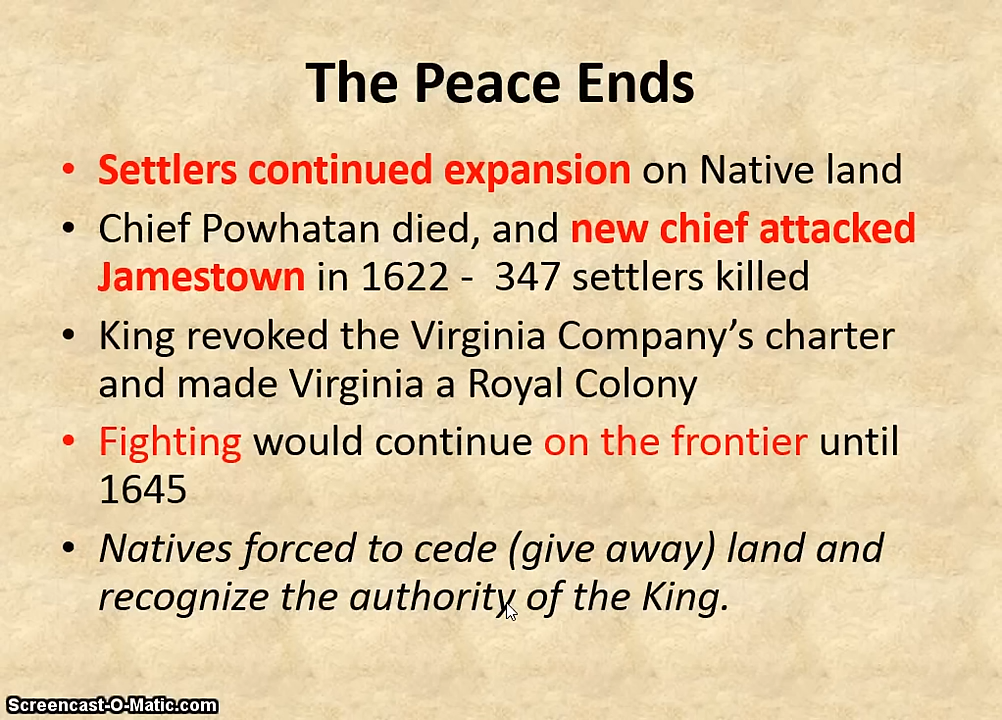 The Peace Ends
• Settlers continued expansion on Native land
• Chief Powhatan died, and new chief attacked
Jamestown in 1622 -  347 settlers killed
• King revoked the Virginia Company’s charter
and made Virginia a Royal Colony
• Fighting would continue on the frontier until
1645
• Natives forced to cede (give away) land and
recognize the authority of the King.
Screencast-O-Matic.com